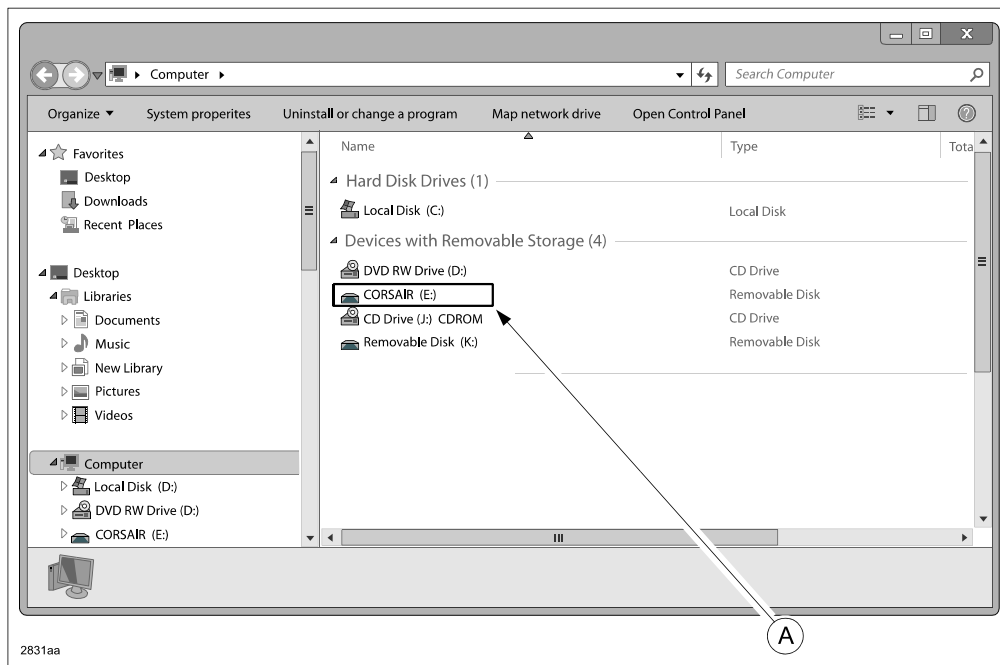 Computer
Search Computer
Organize
System properites
Uninstall or change a program
Map network drive
Open Control Panel
Favorites
Desktop
Downloads
Recent Places
Desktop
Libraries
Documents
Music
New Library
Pictures
Videos
Computer
Local Disk (D:)
DVD RW Drive (D:)
CORSAIR (E:)
Name
Type
Tota
Hard Disk Drives (1)
Local Disk (C:)
Local Disk
Devices with Removable Storage (4)
DVD RW Drive (D:)
CD Drive
CORSAIR (E:)
Removable Disk
CD Drive (J:) CDROM
CD Drive
Removable Disk (K:)
Removable Disk
A
2831aa